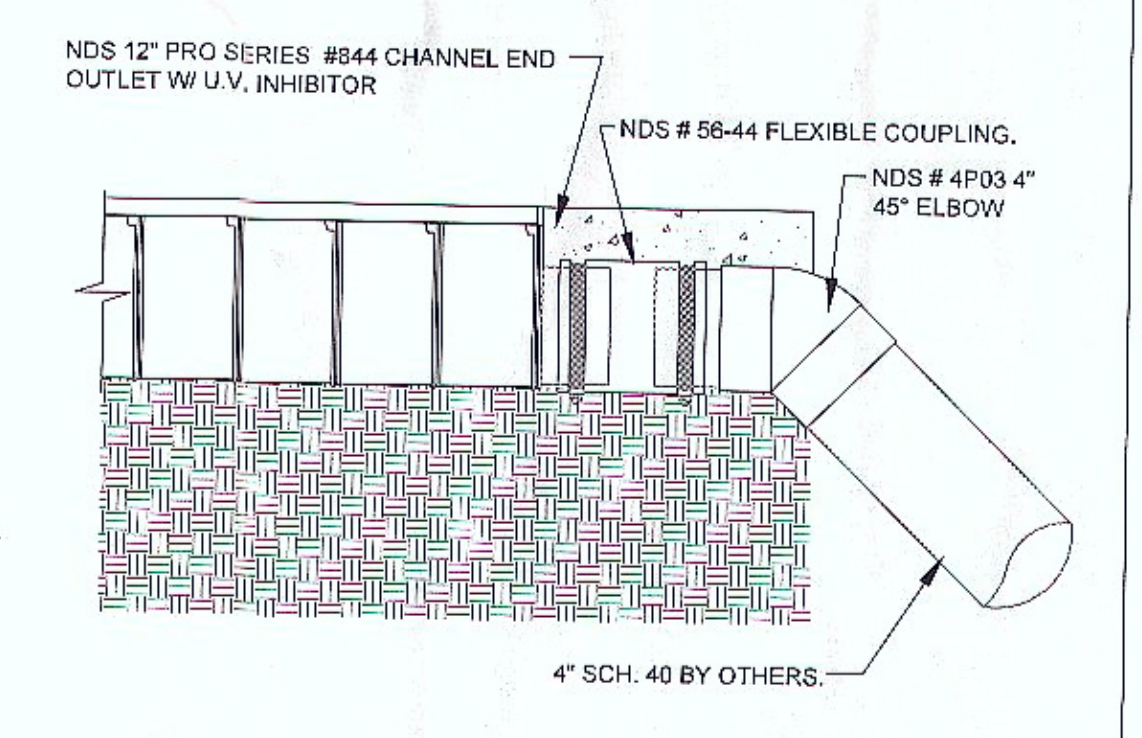 NDS 12" PRO SERIES #844 CHANNEL END
OUTLET W/ U.V. INHIBITOR
NDS # 56-44 FLEXIBLE COUPLING.
NDS # 4P03 4"
45° ELBOW
4" SCH. 40 BY OTHERS.